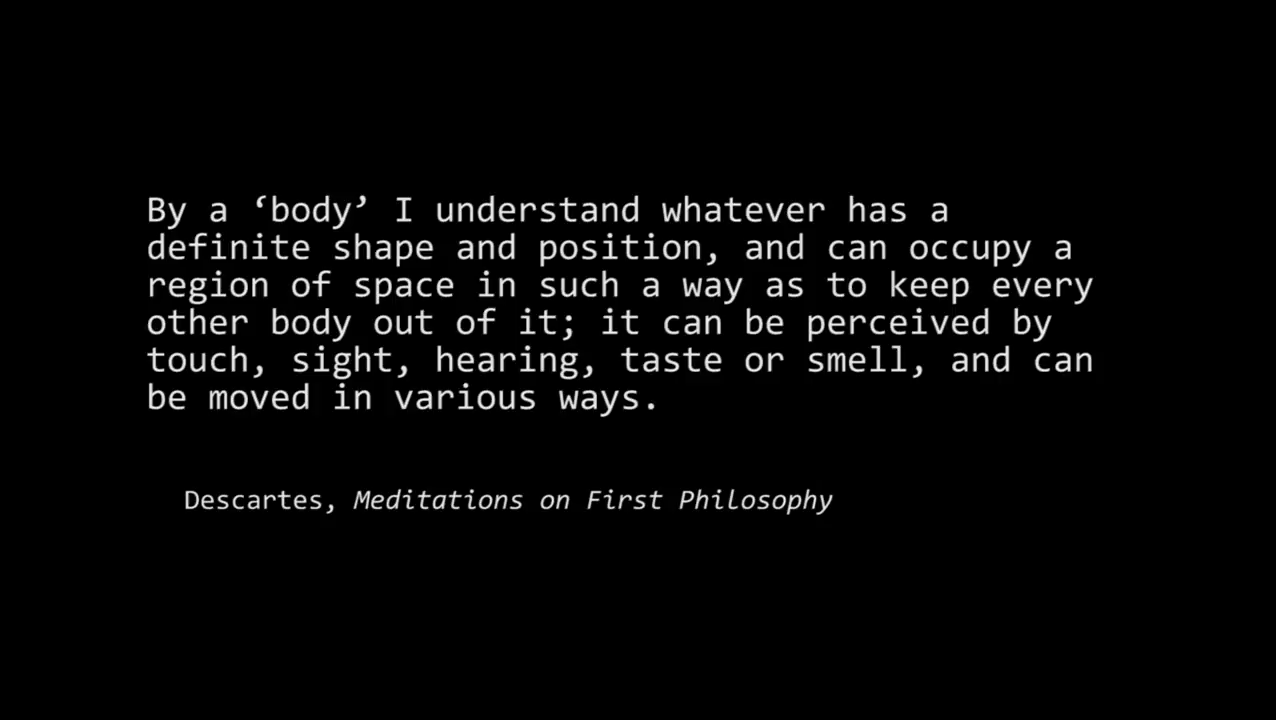 By a ‘body’ I understand whatever has a
definite shape and position, and can occupy a
region of space in such a way as to keep every
other body out of it; it can be perceived by
touch, sight, hearing, taste or smell, and can
be moved in various ways.
Descartes, Meditations on First Philosophy